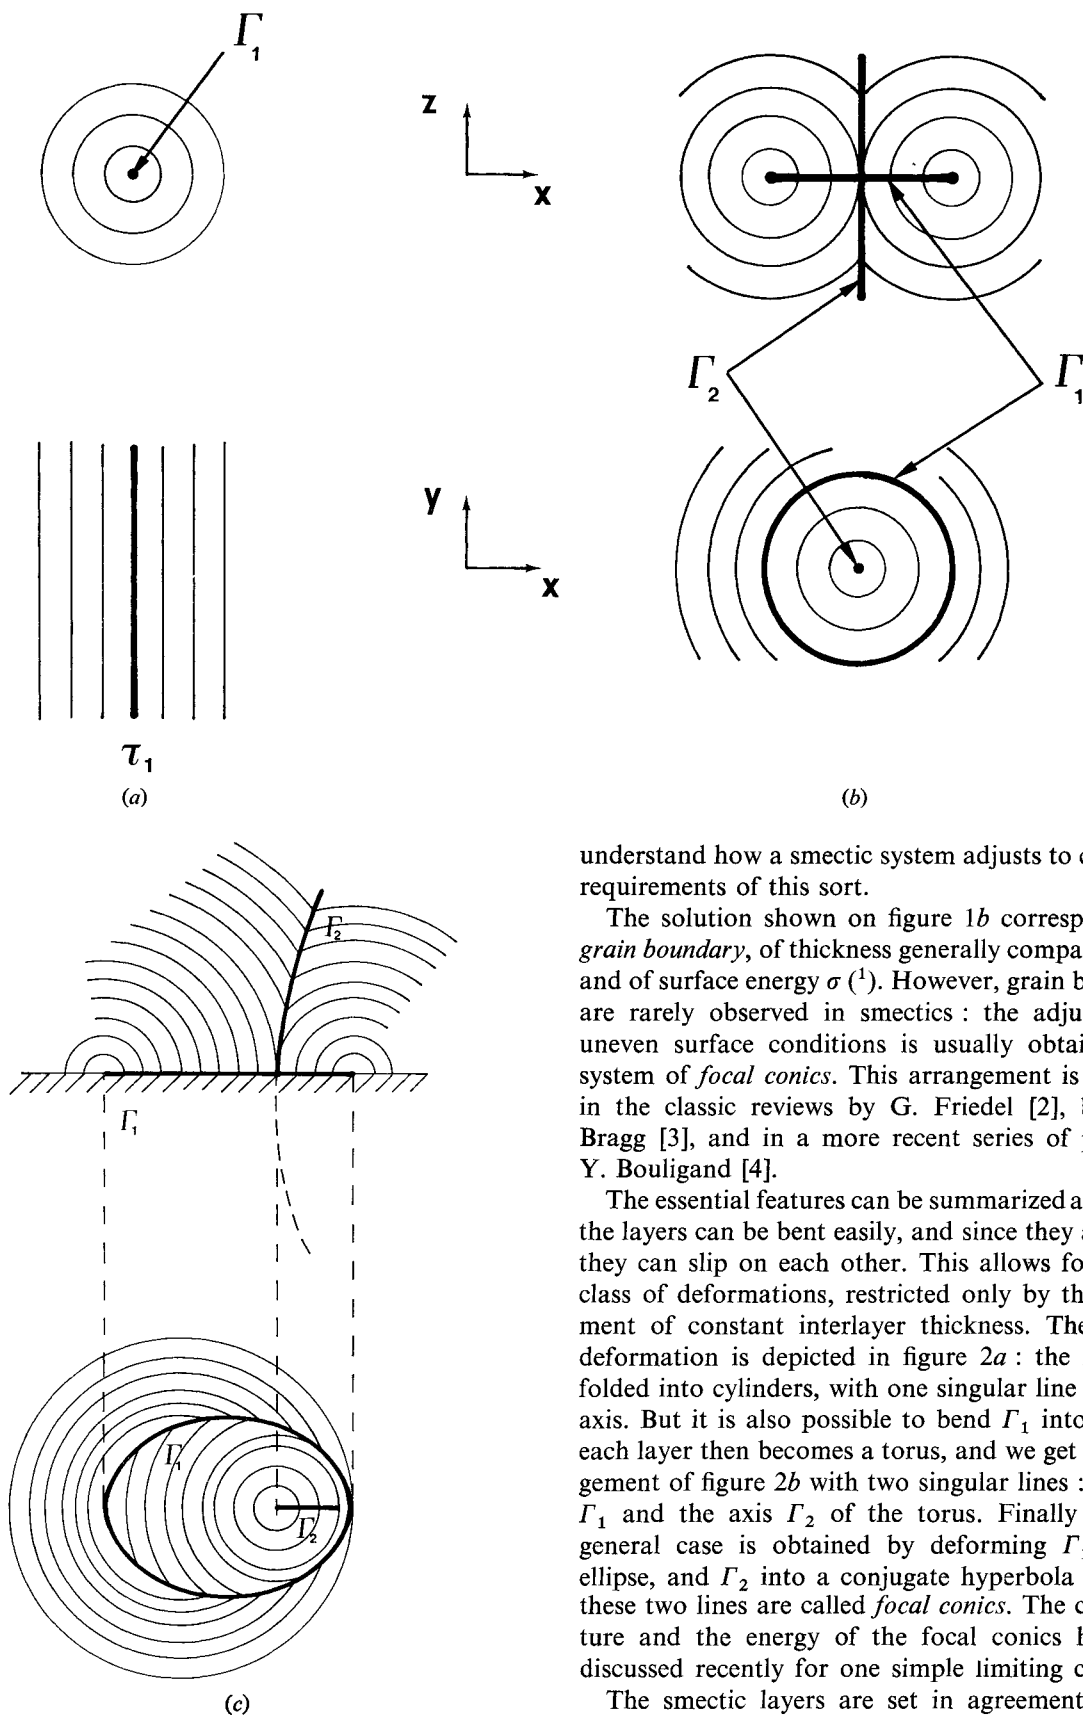 Γ₁
z
x
Γ₂
Γ₁
y
x
τ₁
(a)
(b)
Γ₂
Γ₁
Γ₁
Γ₂
(c)
understand how a smectic system adjusts to
requirements of this sort.
The solution shown on figure 1b
grain boundary, of thickness generally
and of surface energy σ (¹). However, grain
are rarely observed in smectics : the
uneven surface conditions is usually
system of focal conics. This arrangement is
in the classic reviews by G. Friedel [2],
Bragg [3], and in a more recent series of
Y. Bouligand [4].
The essential features can be summarized
the layers can be bent easily, and since they
they can slip on each other. This allows
class of deformations, restricted only by
ment of constant interlayer thickness.
deformation is depicted in figure 2a : the
folded into cylinders, with one singular line
axis. But it is also possible to bend Γ₁ into
each layer then becomes a torus, and we get
gement of figure 2b with two singular lines :
Γ₁ and the axis Γ₂ of the torus. Finally
general case is obtained by deforming
ellipse, and Γ₂ into a conjugate hyperbola
these two lines are called focal conics. The
ture and the energy of the focal conics
discussed recently for one simple limiting
The smectic layers are set in agreement